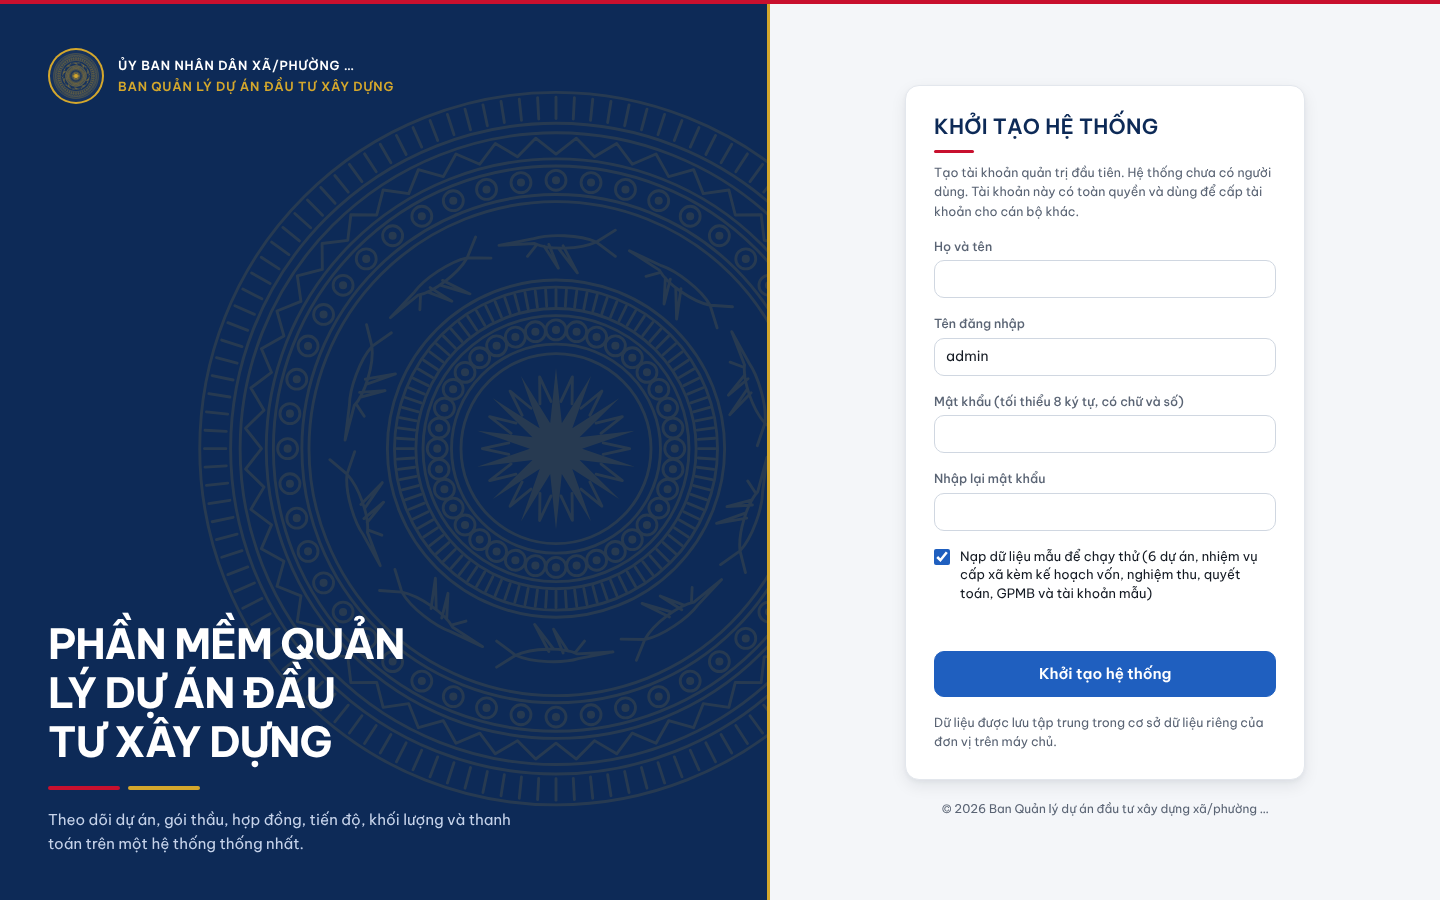 ỦY BAN NHÂN DÂN XÃ/PHƯỜNG ...
BAN QUẢN LÝ DỰ ÁN ĐẦU TƯ XÂY DỰNG
PHẦN MỀM QUẢN
LÝ DỰ ÁN ĐẦU
TƯ XÂY DỰNG
Theo dõi dự án, gói thầu, hợp đồng, tiến độ, khối lượng và thanh
toán trên một hệ thống thống nhất.
KHỞI TẠO HỆ THỐNG
Tạo tài khoản quản trị đầu tiên. Hệ thống chưa có người
dùng. Tài khoản này có toàn quyền và dùng để cấp tài
khoản cho cán bộ khác.
Họ và tên
Tên đăng nhập
admin
Mật khẩu (tối thiểu 8 ký tự, có chữ và số)
Nhập lại mật khẩu
Nạp dữ liệu mẫu để chạy thử (6 dự án, nhiệm vụ
cấp xã kèm kế hoạch vốn, nghiệm thu, quyết
toán, GPMB và tài khoản mẫu)
Khởi tạo hệ thống
Dữ liệu được lưu tập trung trong cơ sở dữ liệu riêng của
đơn vị trên máy chủ.
© 2026 Ban Quản lý dự án đầu tư xây dựng xã/phường ...